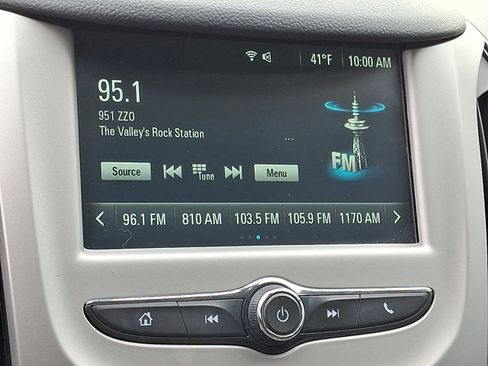 41°F 10:00 AM
95.1
951 ZZO
The Valley's Rock Station
...
FM
Source Tune Menu
96.1 FM 810 AM 103.5 FM 105.9 FM 1170 AM